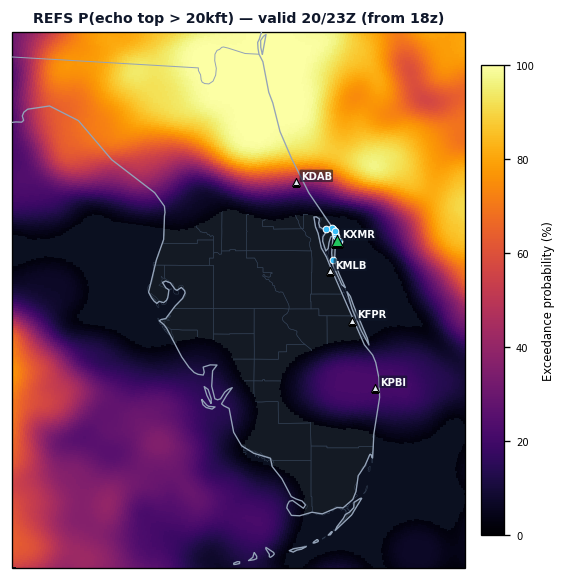 REFS P(echo top > 20kft) — valid 20/23Z (from 18z)
KDAB
KXMR
KMLB
KFPR
KPBI
100
80
60
40
20
0
Exceedance probability (%)